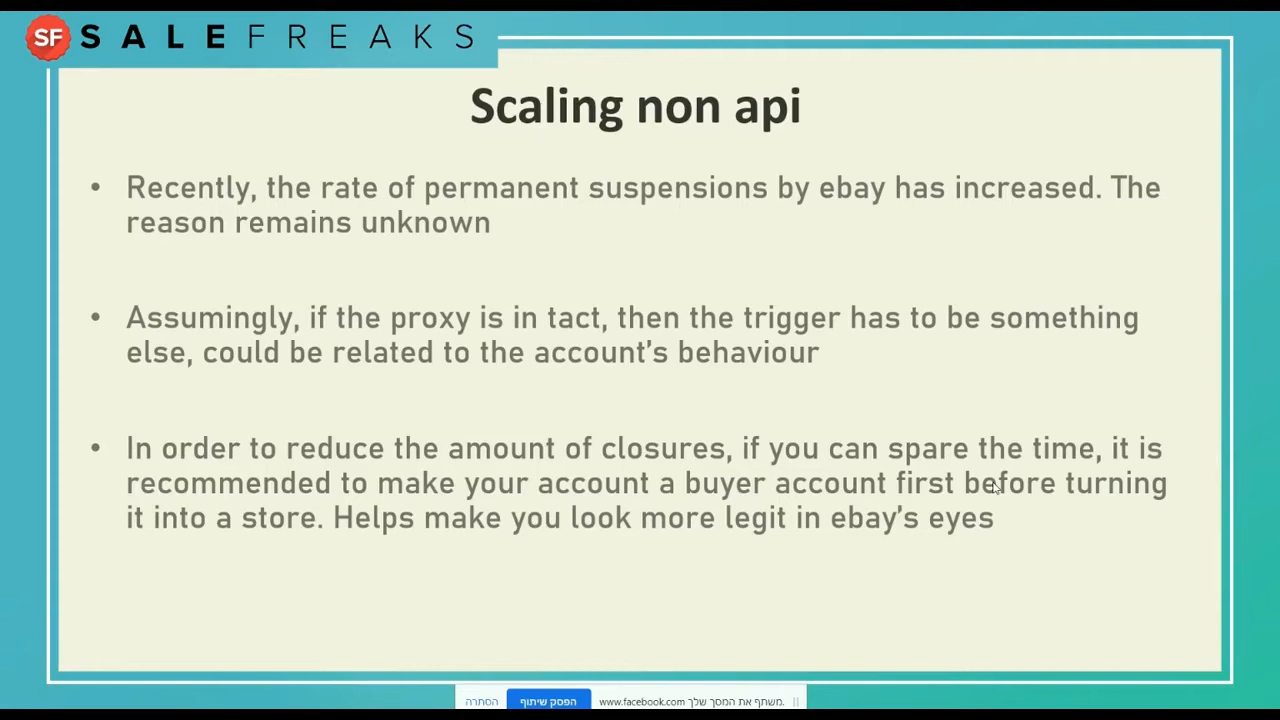 SF SALEFREAKS
Scaling non api
• Recently, the rate of permanent suspensions by ebay has increased. The
reason remains unknown
• Assumingly, if the proxy is in tact, then the trigger has to be something
else, could be related to the account's behaviour
• In order to reduce the amount of closures, if you can spare the time, it is
recommended to make your account a buyer account first before turning
it into a store. Helps make you look more legit in ebay's eyes
www.facebook.com משתף את המסך שלך. הפסק שיתוף הסתרה